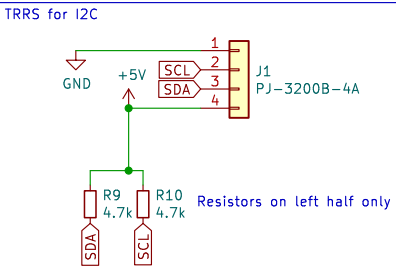 TRRS for I2C
1
2
3
4
SCL
SDA
J1
PJ-3200B-4A
GND
+5V
R9
4.7k
R10
4.7k
Resistors on left half only
SDA
SCL